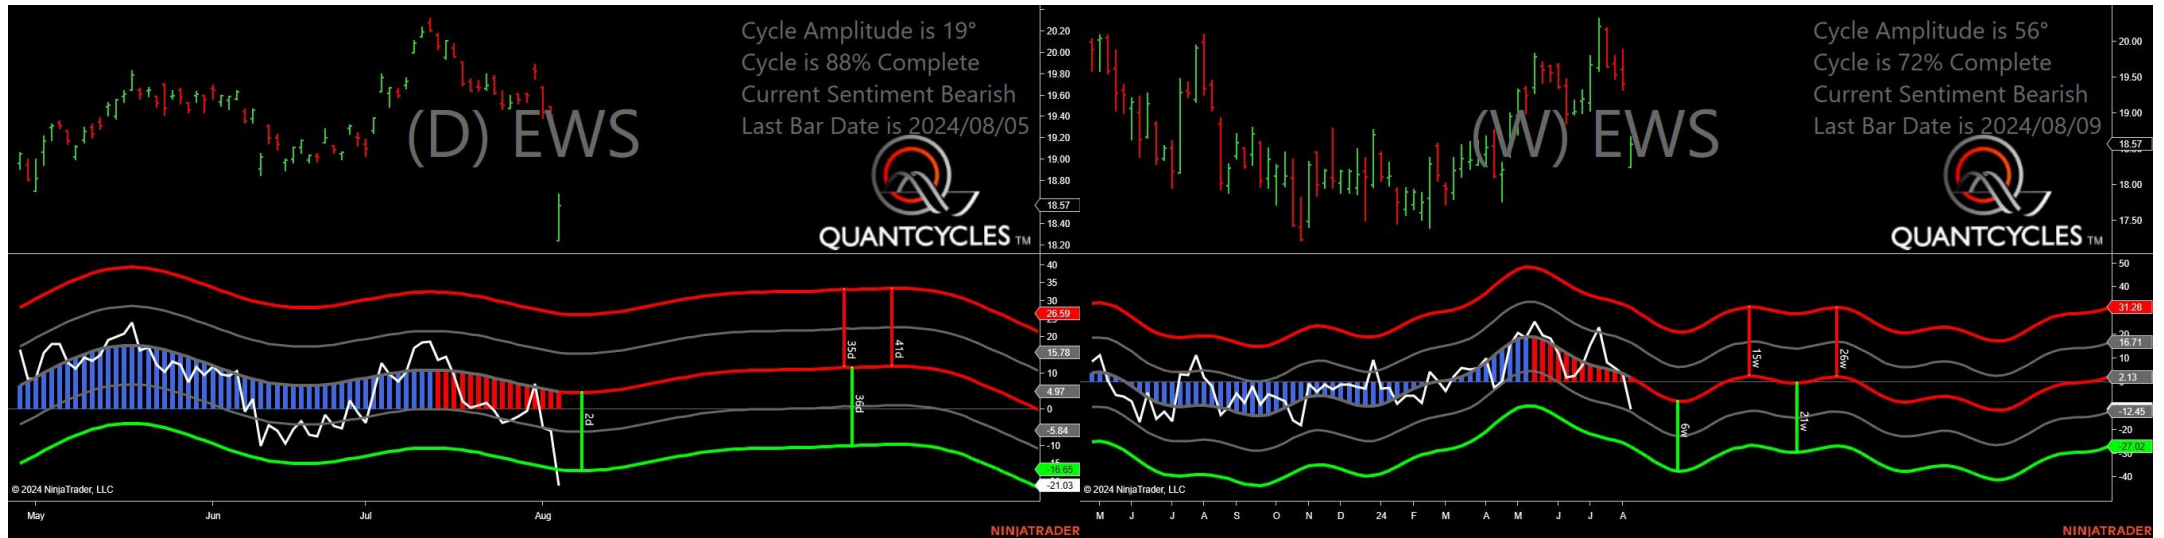 Cycle Amplitude is 19°
Cycle is 88% Complete
Current Sentiment Bearish
Last Bar Date is 2024/08/05
(D) EWS
QUANTCYCLES TM
20.20
20.00
19.80
19.60
19.40
19.20
19.00
18.80
18.57
18.40
18.20
40
35
30
26.59
15.78
10
4.97
0
-5.84
-10
-16.65
-21.03
2d
35d
36d
41d
© 2024 NinjaTrader, LLC
May
Jun
Jul
Aug
NINJATRADER
Cycle Amplitude is 56°
Cycle is 72% Complete
Current Sentiment Bearish
Last Bar Date is 2024/08/09
(W) EWS
QUANTCYCLES TM
20.00
19.50
19.00
18.57
18.00
17.50
50
40
31.28
20
16.71
10
2.13
-12.45
-20
-27.02
-40
6w
15w
21w
26w
© 2024 NinjaTrader, LLC
M J J A S O N D 24 F M A M J J A
NINJATRADER